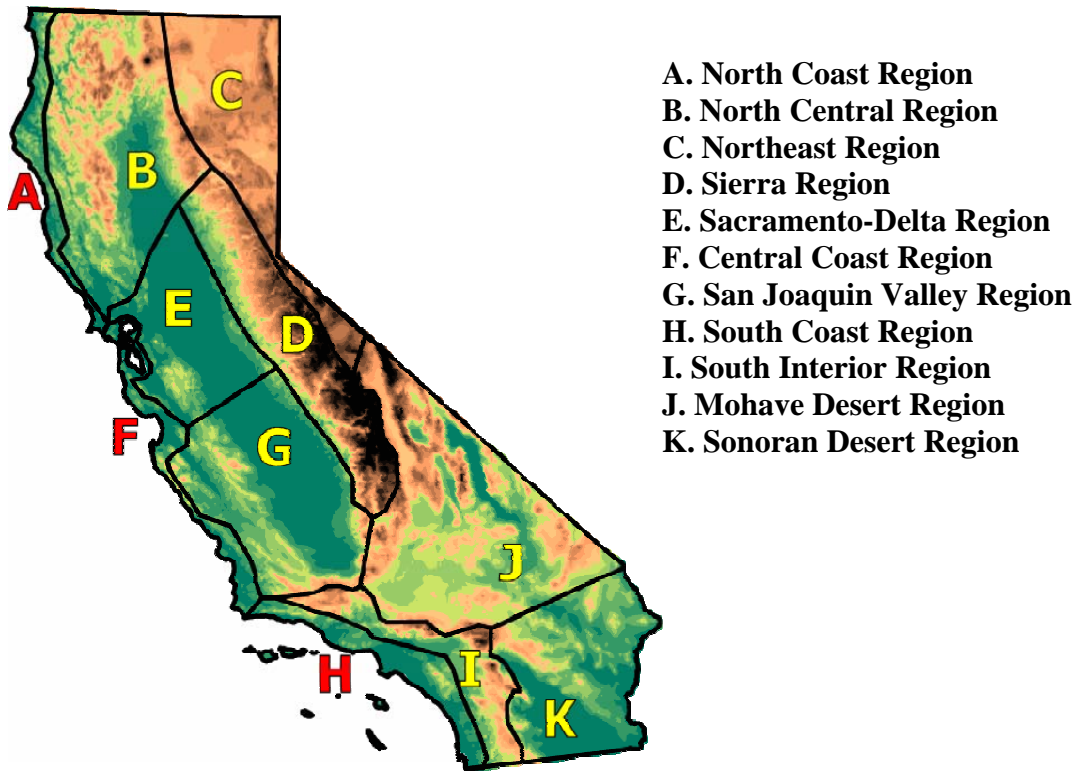 C
B
A
E
D
F
G
J
H
I
K
A. North Coast Region
B. North Central Region
C. Northeast Region
D. Sierra Region
E. Sacramento-Delta Region
F. Central Coast Region
G. San Joaquin Valley Region
H. South Coast Region
I. South Interior Region
J. Mohave Desert Region
K. Sonoran Desert Region